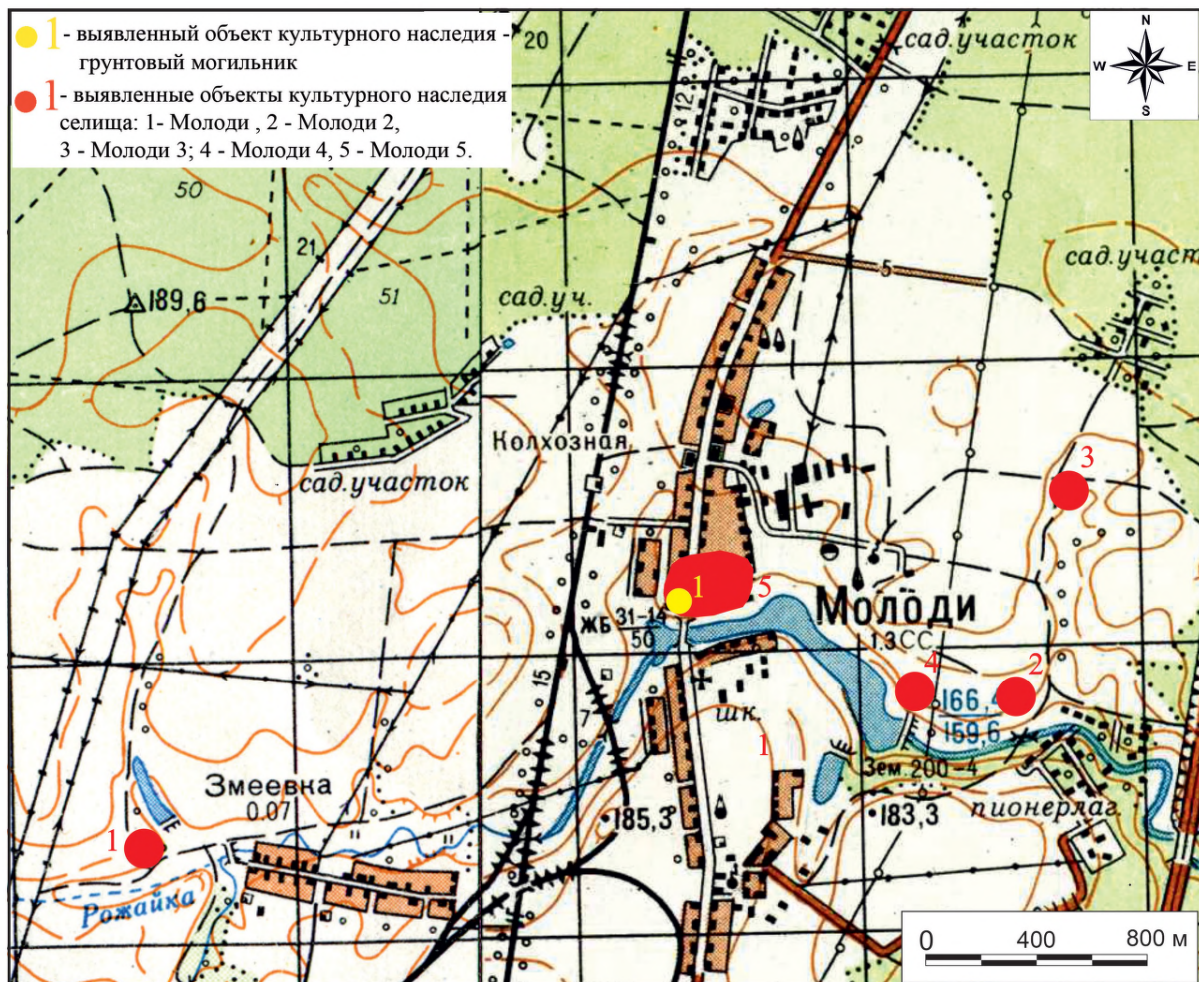 1 - выявленный объект культурного наследия -
грунтовый могильник
1 - выявленные объекты культурного наследия
селища: 1- Молоди , 2 - Молоди 2,
3 - Молоди 3; 4 - Молоди 4, 5 - Молоди 5.
N
W E
S
20
сад.участок
12
50
21
51
189,6
5
сад.участ
сад.уч.
Колхозная
сад.участок
3
1
5
ЖБ 31-14
50
Молоди
1.3СС
4
2
166,
159,6
15
7
шк.
1
Зем.200-4
Змеевка
0.07
185,3
183,3
пионерлаг.
1
Рожайка
0 400 800 м